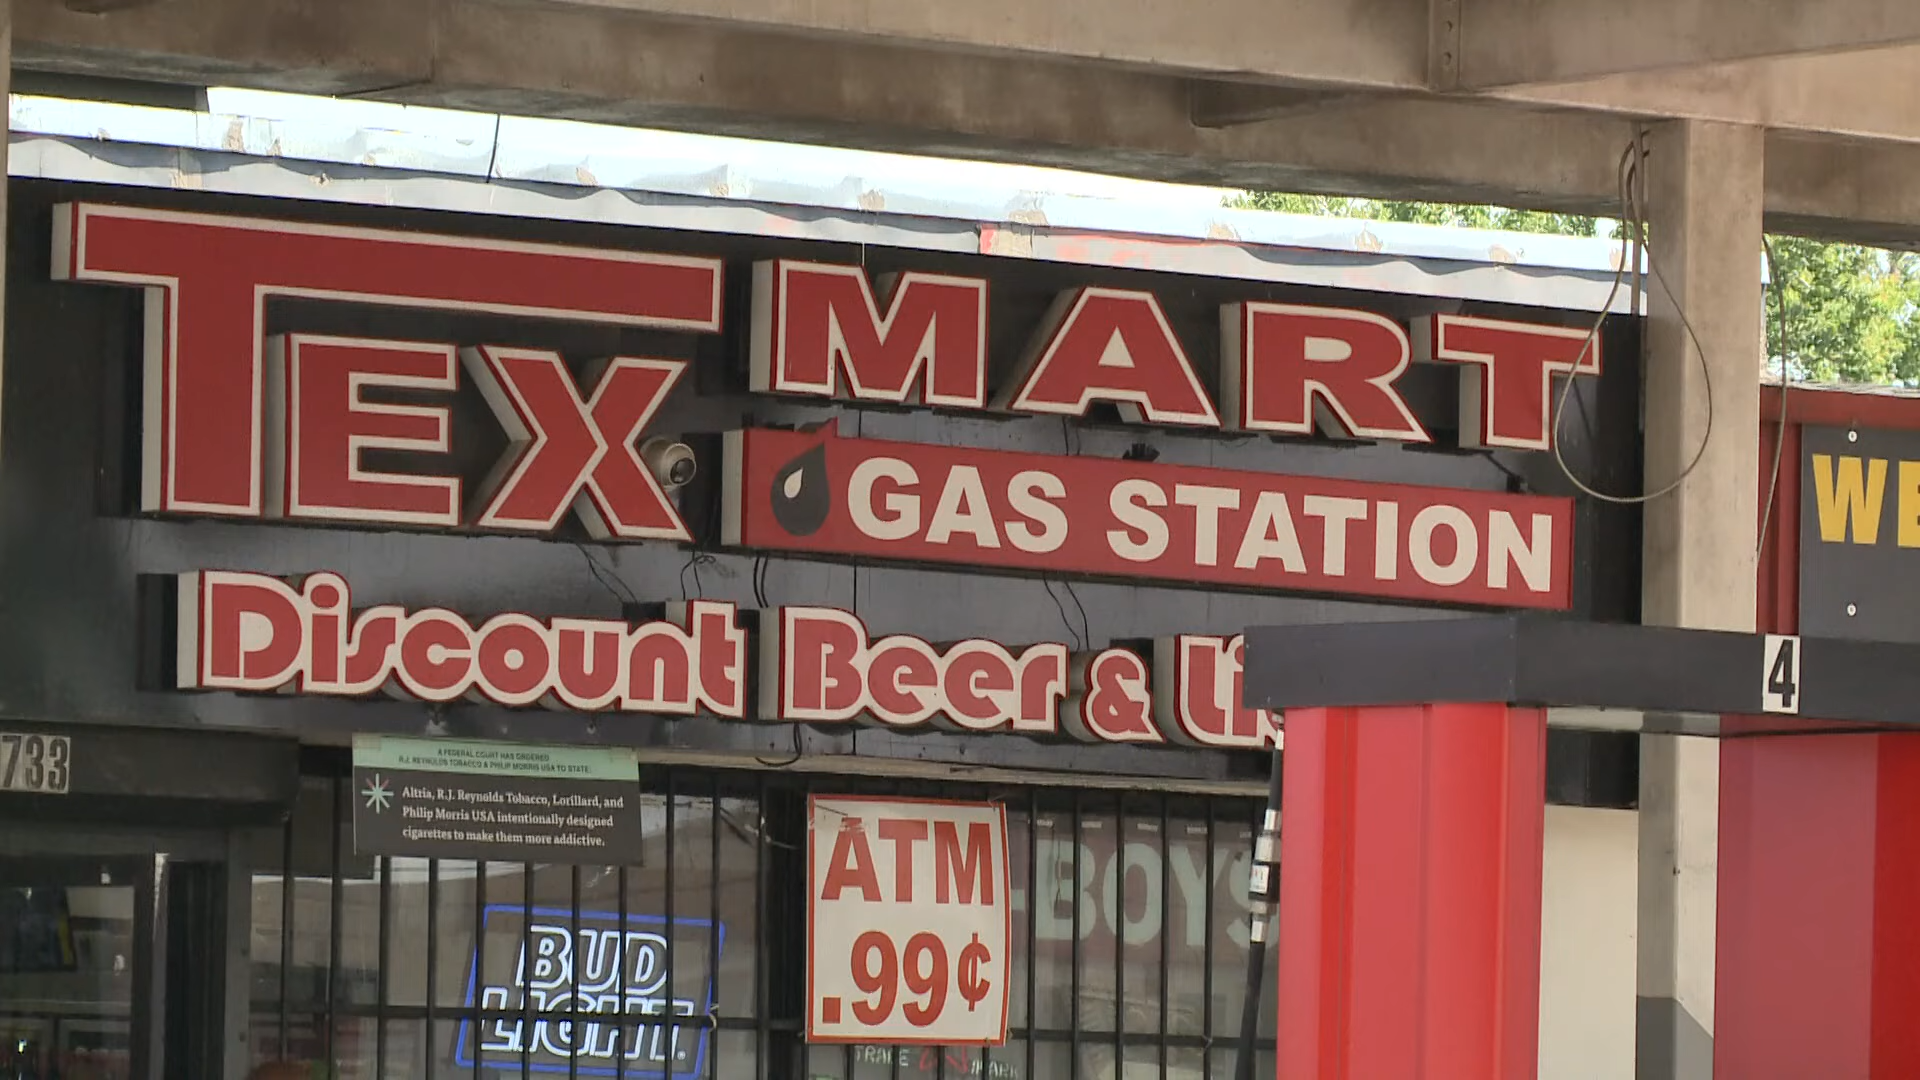 TEX MART
GAS STATION
Discount Beer & Li
WE
4
733
A FEDERAL COURT HAS ORDERED
R.J. REYNOLDS TOBACCO & PHILIP MORRIS USA TO STATE:
Altria, R.J. Reynolds Tobacco, Lorillard, and
Philip Morris USA intentionally designed
cigarettes to make them more addictive.
ATM
.99¢
-BOYS
BUD
LIGHT.
TRADE
MARK